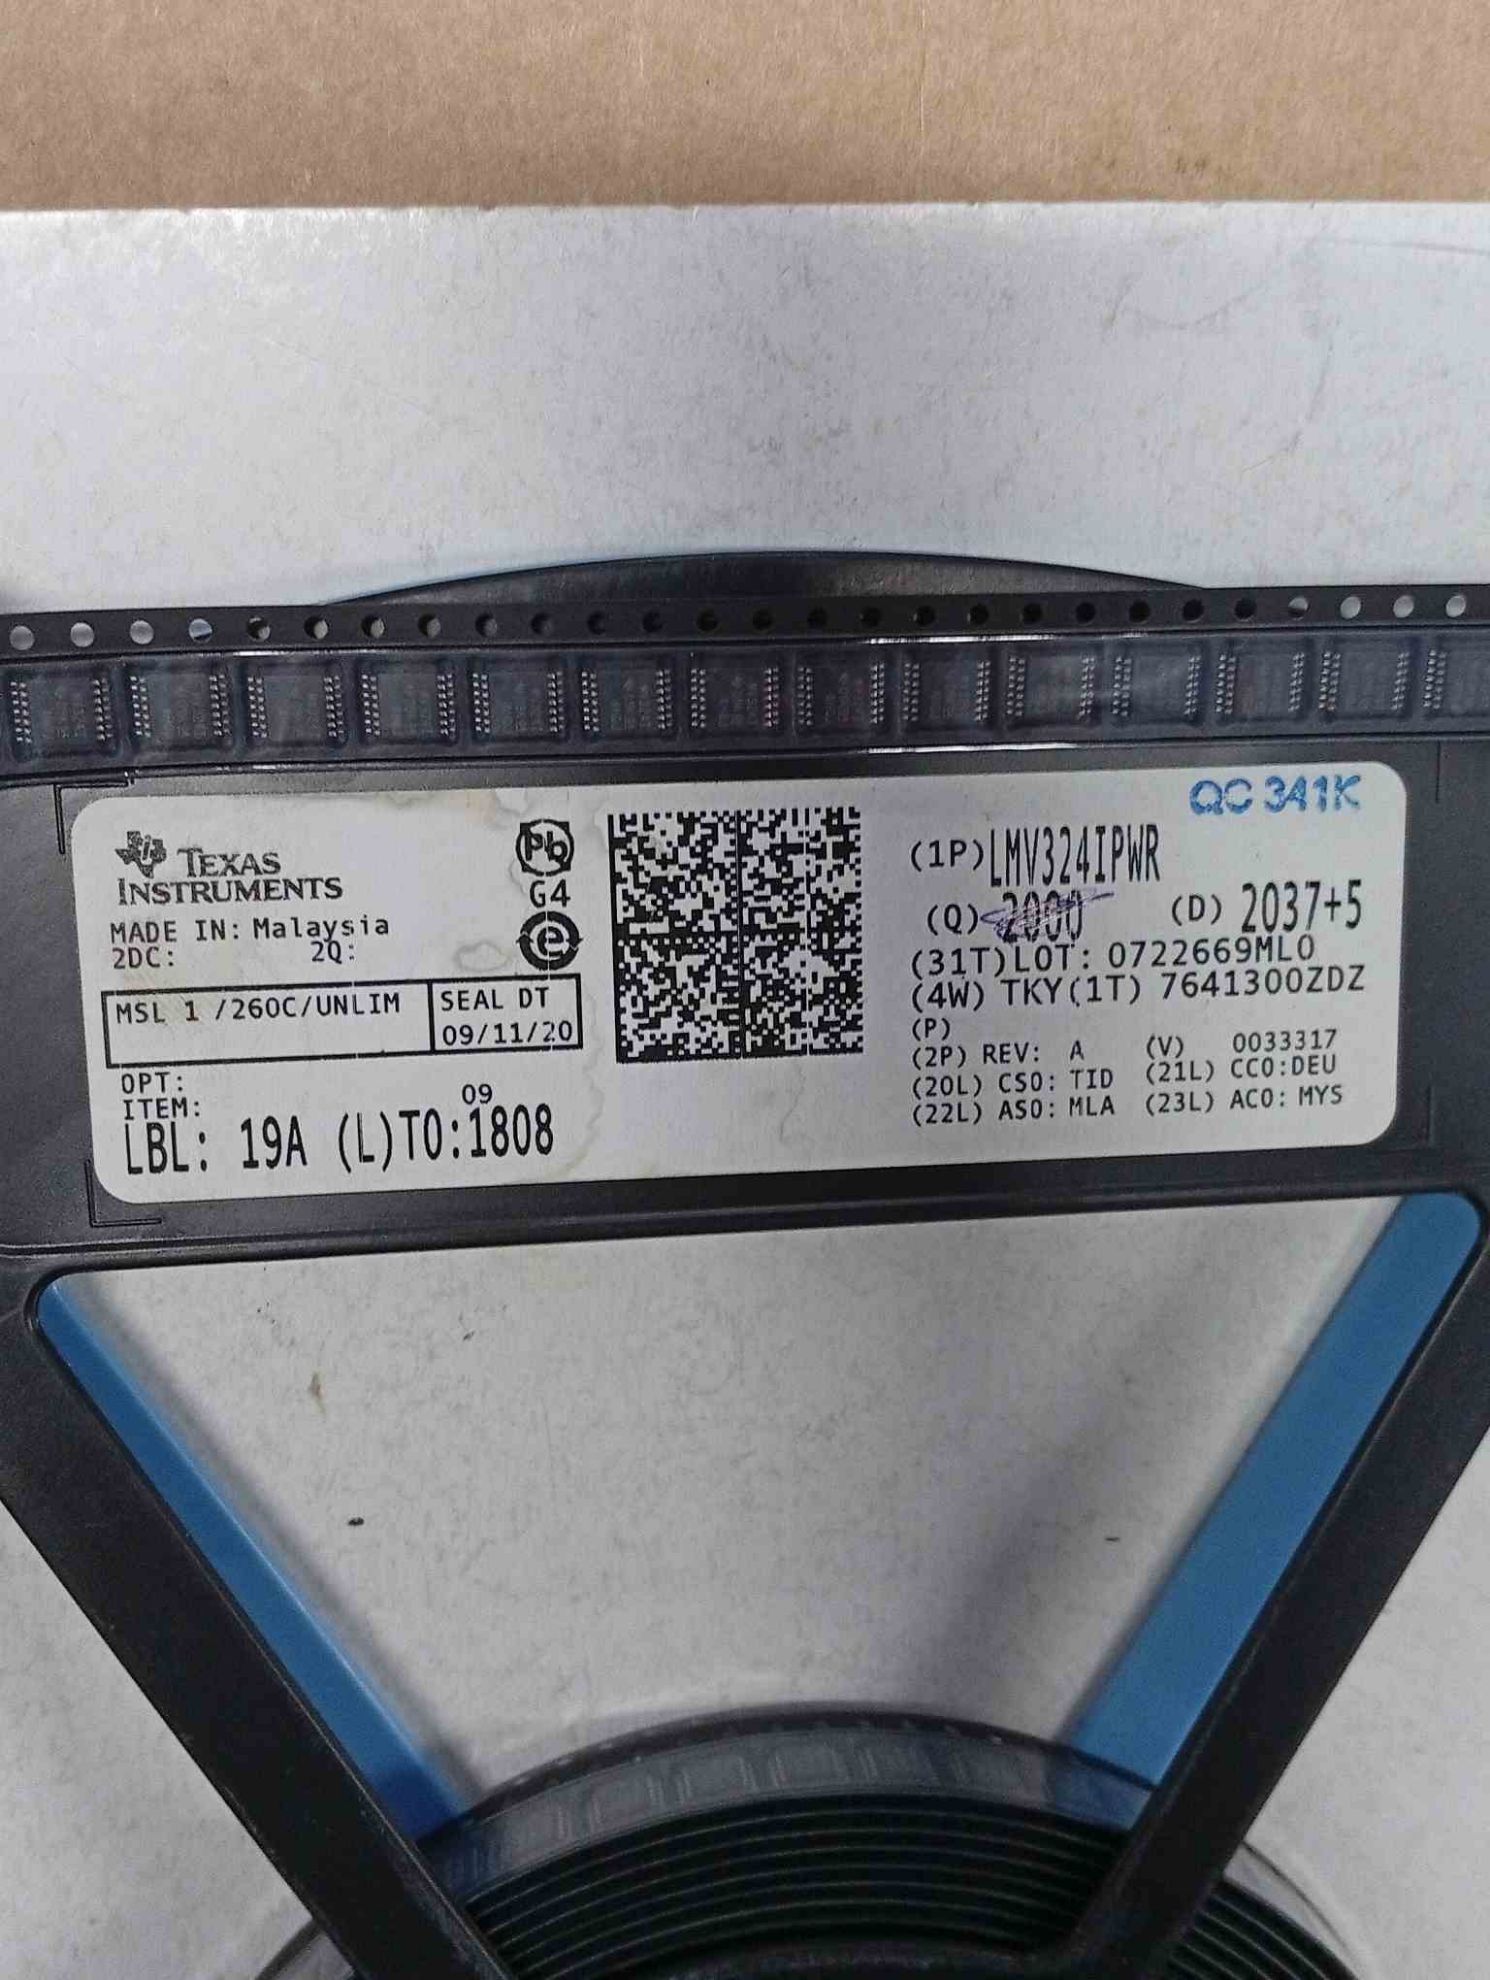 QC 341K
TEXAS
INSTRUMENTS
MADE IN: Malaysia
2DC: 2Q:
MSL 1 /260C/UNLIM
SEAL DT
09/11/20
OPT:
ITEM: 09
LBL: 19A (L)TO:1808
Pb
G4
e
(1P)LMV324IPWR
(Q) 2000 (D) 2037+5
(31T)LOT: 0722669ML0
(4W) TKY(1T) 7641300ZDZ
(P)
(2P) REV: A (V) 0033317
(20L) CSO: TID (21L) CCO:DEU
(22L) ASO: MLA (23L) ACO: MYS